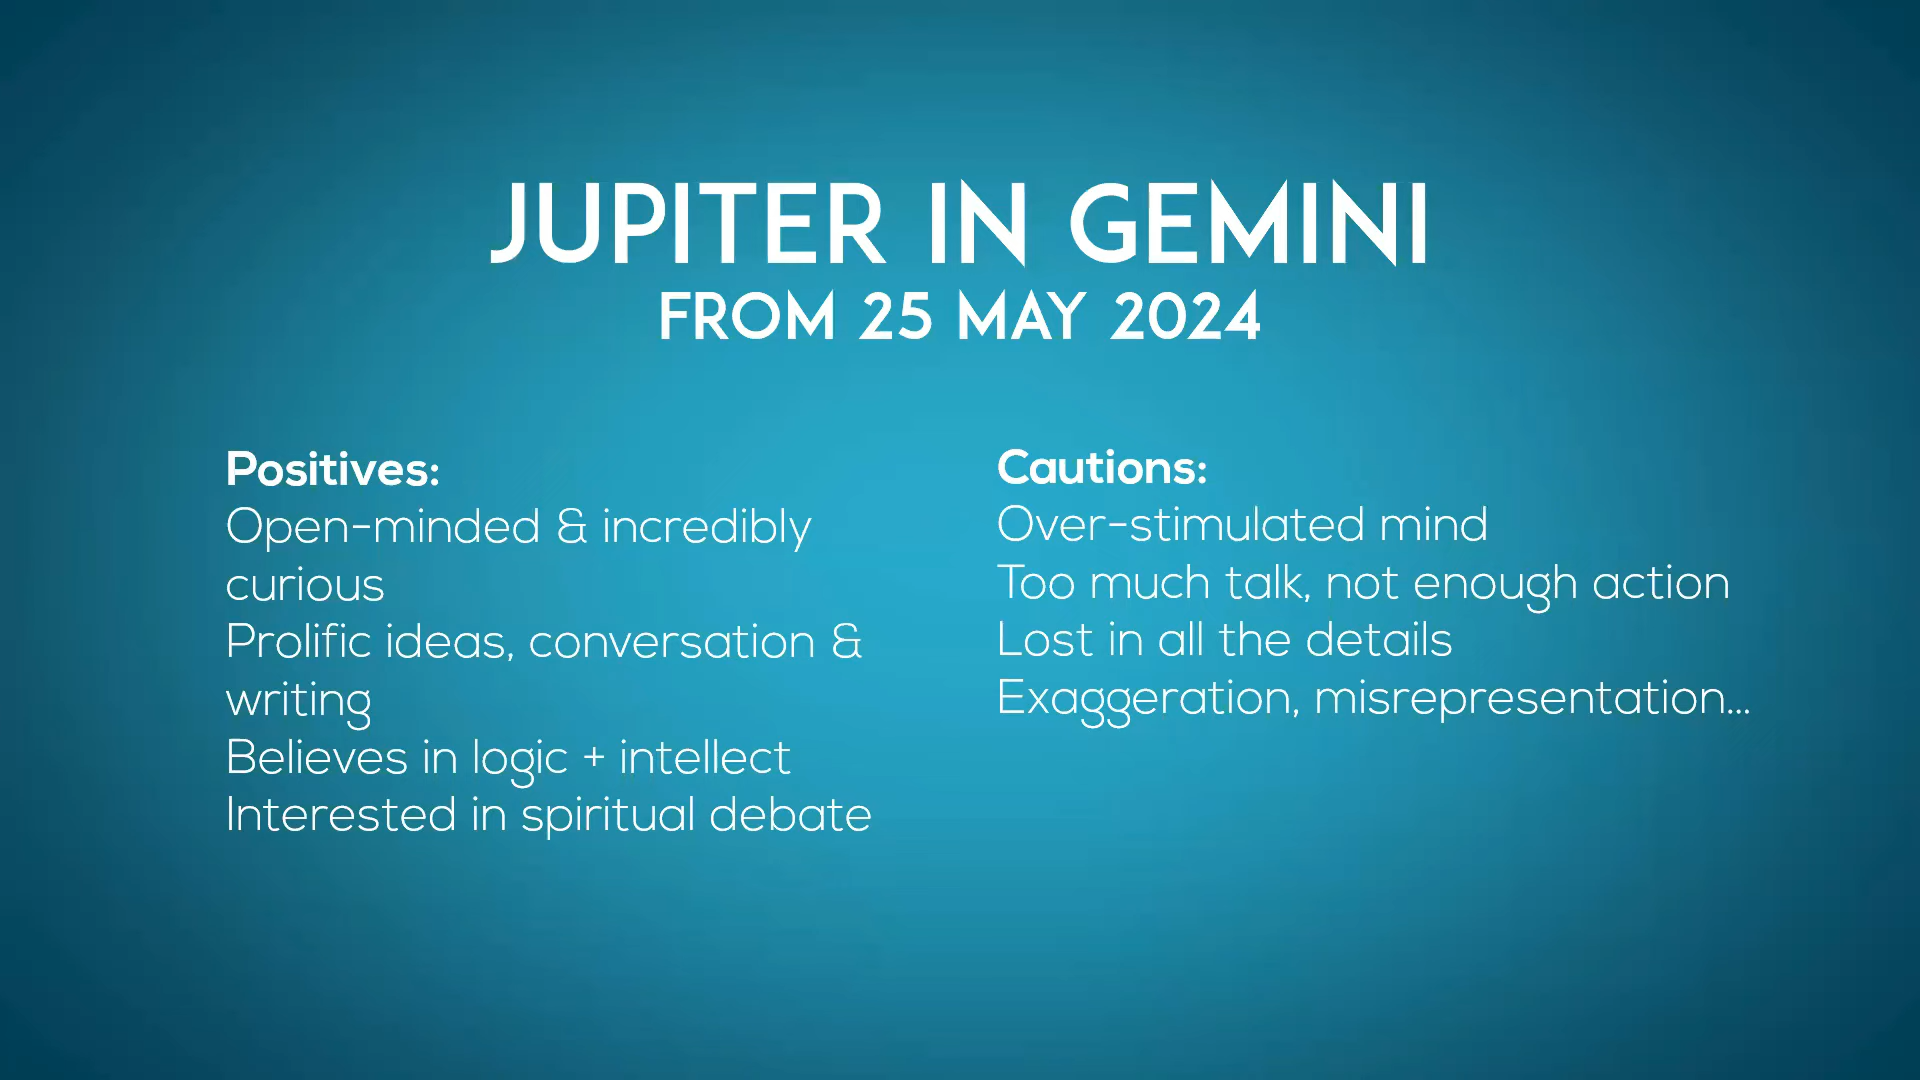 JUPITER IN GEMINI
FROM 25 MAY 2024
Positives:
Open-minded & incredibly
curious
Prolific ideas, conversation &
writing
Believes in logic + intellect
Interested in spiritual debate
Cautions:
Over-stimulated mind
Too much talk, not enough action
Lost in all the details
Exaggeration, misrepresentation...